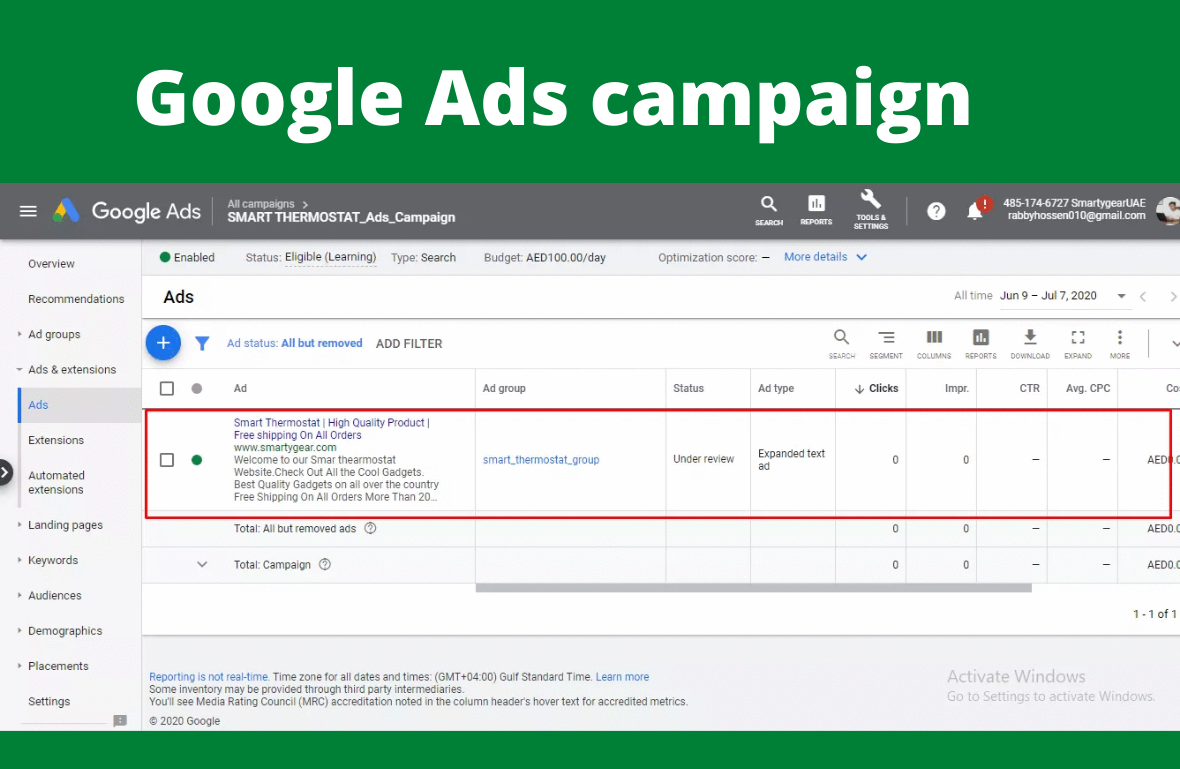 Google Ads campaign
Google Ads
All campaigns >
SMART THERMOSTAT_Ads_Campaign
SEARCH
REPORTS
TOOLS &
SETTINGS
?
!
485-174-6727 SmartygearUAE
rabbyhossen010@gmail.com
Overview
Recommendations
Ad groups
Ads & extensions
Ads
Extensions
Automated
extensions
Landing pages
Keywords
Audiences
Demographics
Placements
Settings
Enabled
Status: Eligible (Learning)
Type: Search
Budget: AED100.00/day
Optimization score: –
More details
Ads
All time
Jun 9 – Jul 7, 2020
+
Ad status: All but removed
ADD FILTER
SEARCH
SEGMENT
COLUMNS
REPORTS
DOWNLOAD
EXPAND
MORE
Ad
Ad group
Status
Ad type
↓ Clicks
Impr.
CTR
Avg. CPC
Co
Smart Thermostat | High Quality Product |
Free shipping On All Orders
www.smartygear.com
Welcome to our Smar thearmostat
Website.Check Out All the Cool Gadgets.
Best Quality Gadgets on all over the country
Free Shipping On All Orders More Than 20...
smart_thermostat_group
Under review
Expanded text
ad
0
0
–
–
AED0.0
Total: All but removed ads ?
0
0
–
–
AED0.0
Total: Campaign ?
0
0
–
–
AED0.0
1 - 1 of 1
Reporting is not real-time. Time zone for all dates and times: (GMT+04:00) Gulf Standard Time. Learn more
Some inventory may be provided through third party intermediaries.
You'll see Media Rating Council (MRC) accreditation noted in the column header's hover text for accredited metrics.
© 2020 Google
Activate Windows
Go to Settings to activate Windows.